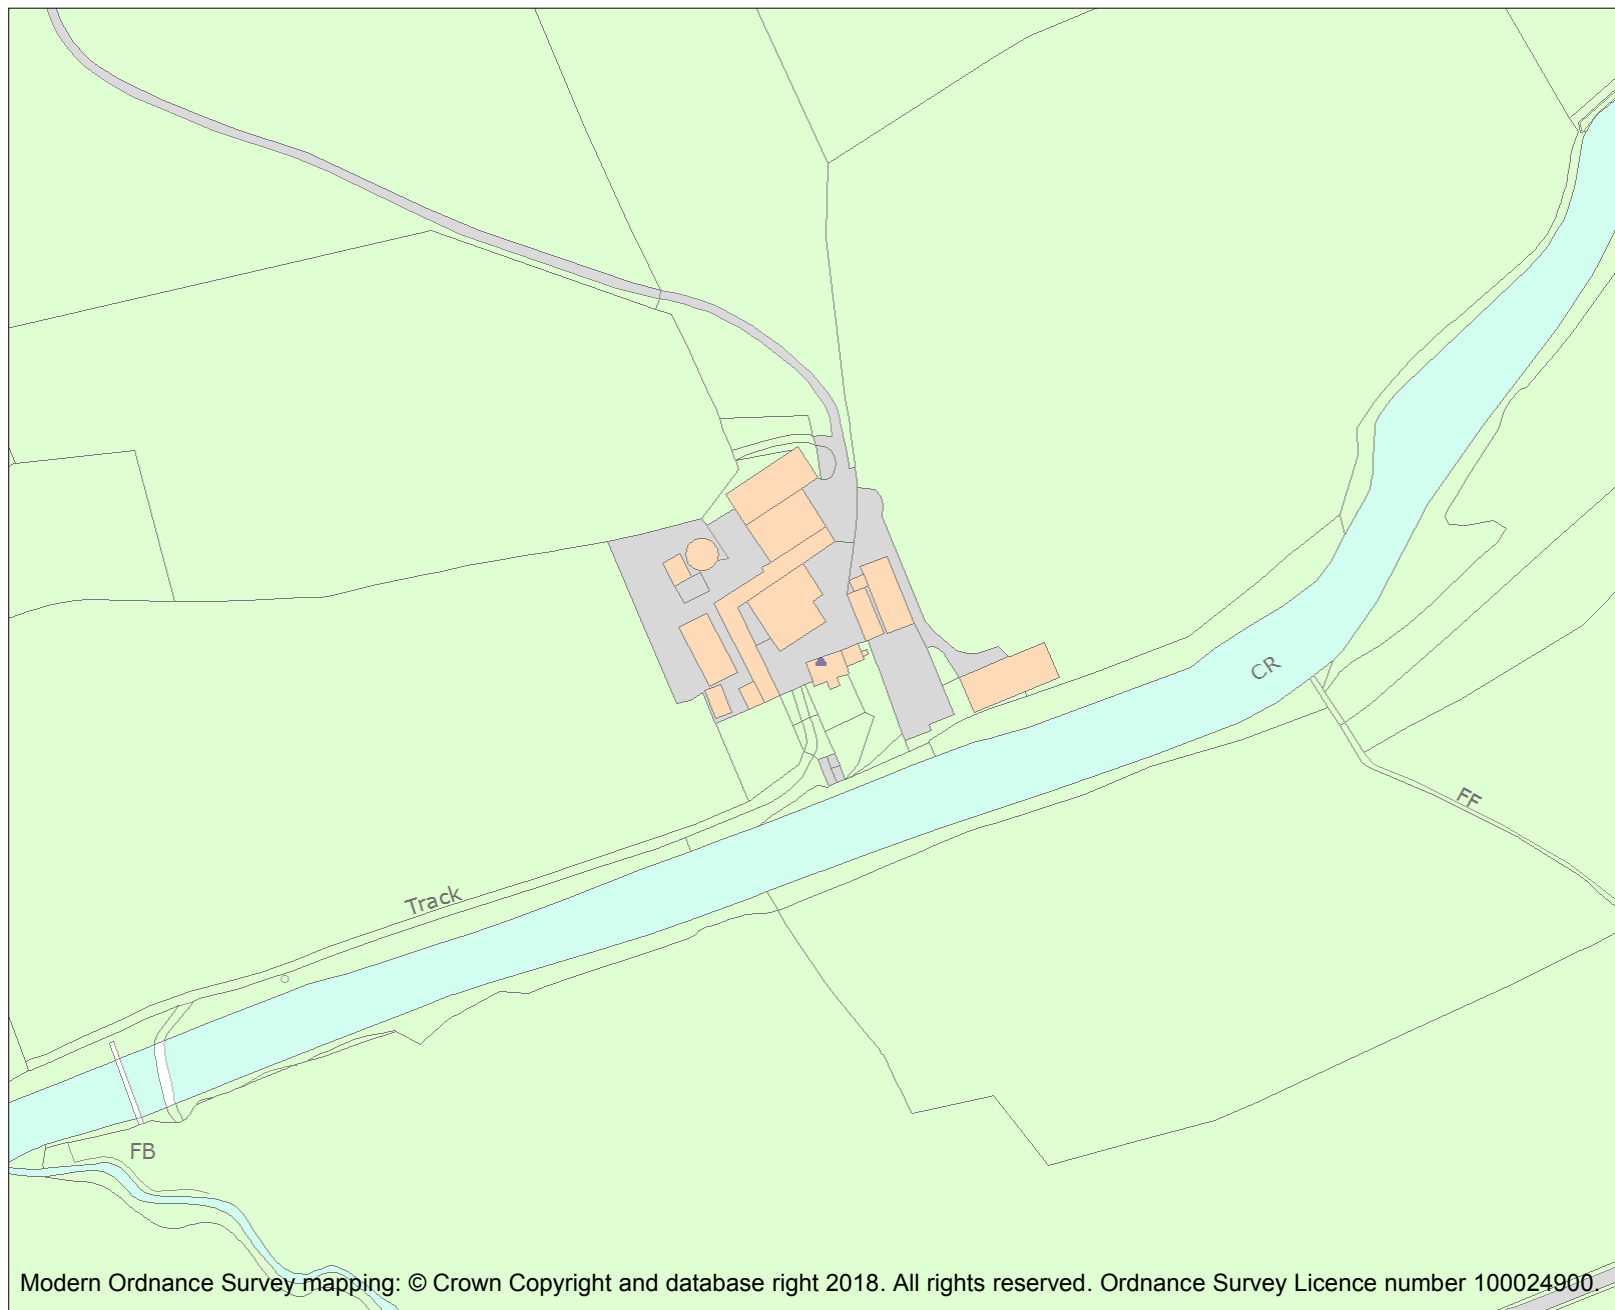 CR
FF
Track
FB
Modern Ordnance Survey mapping: © Crown Copyright and database right 2018. All rights reserved. Ordnance Survey Licence number 100024900.